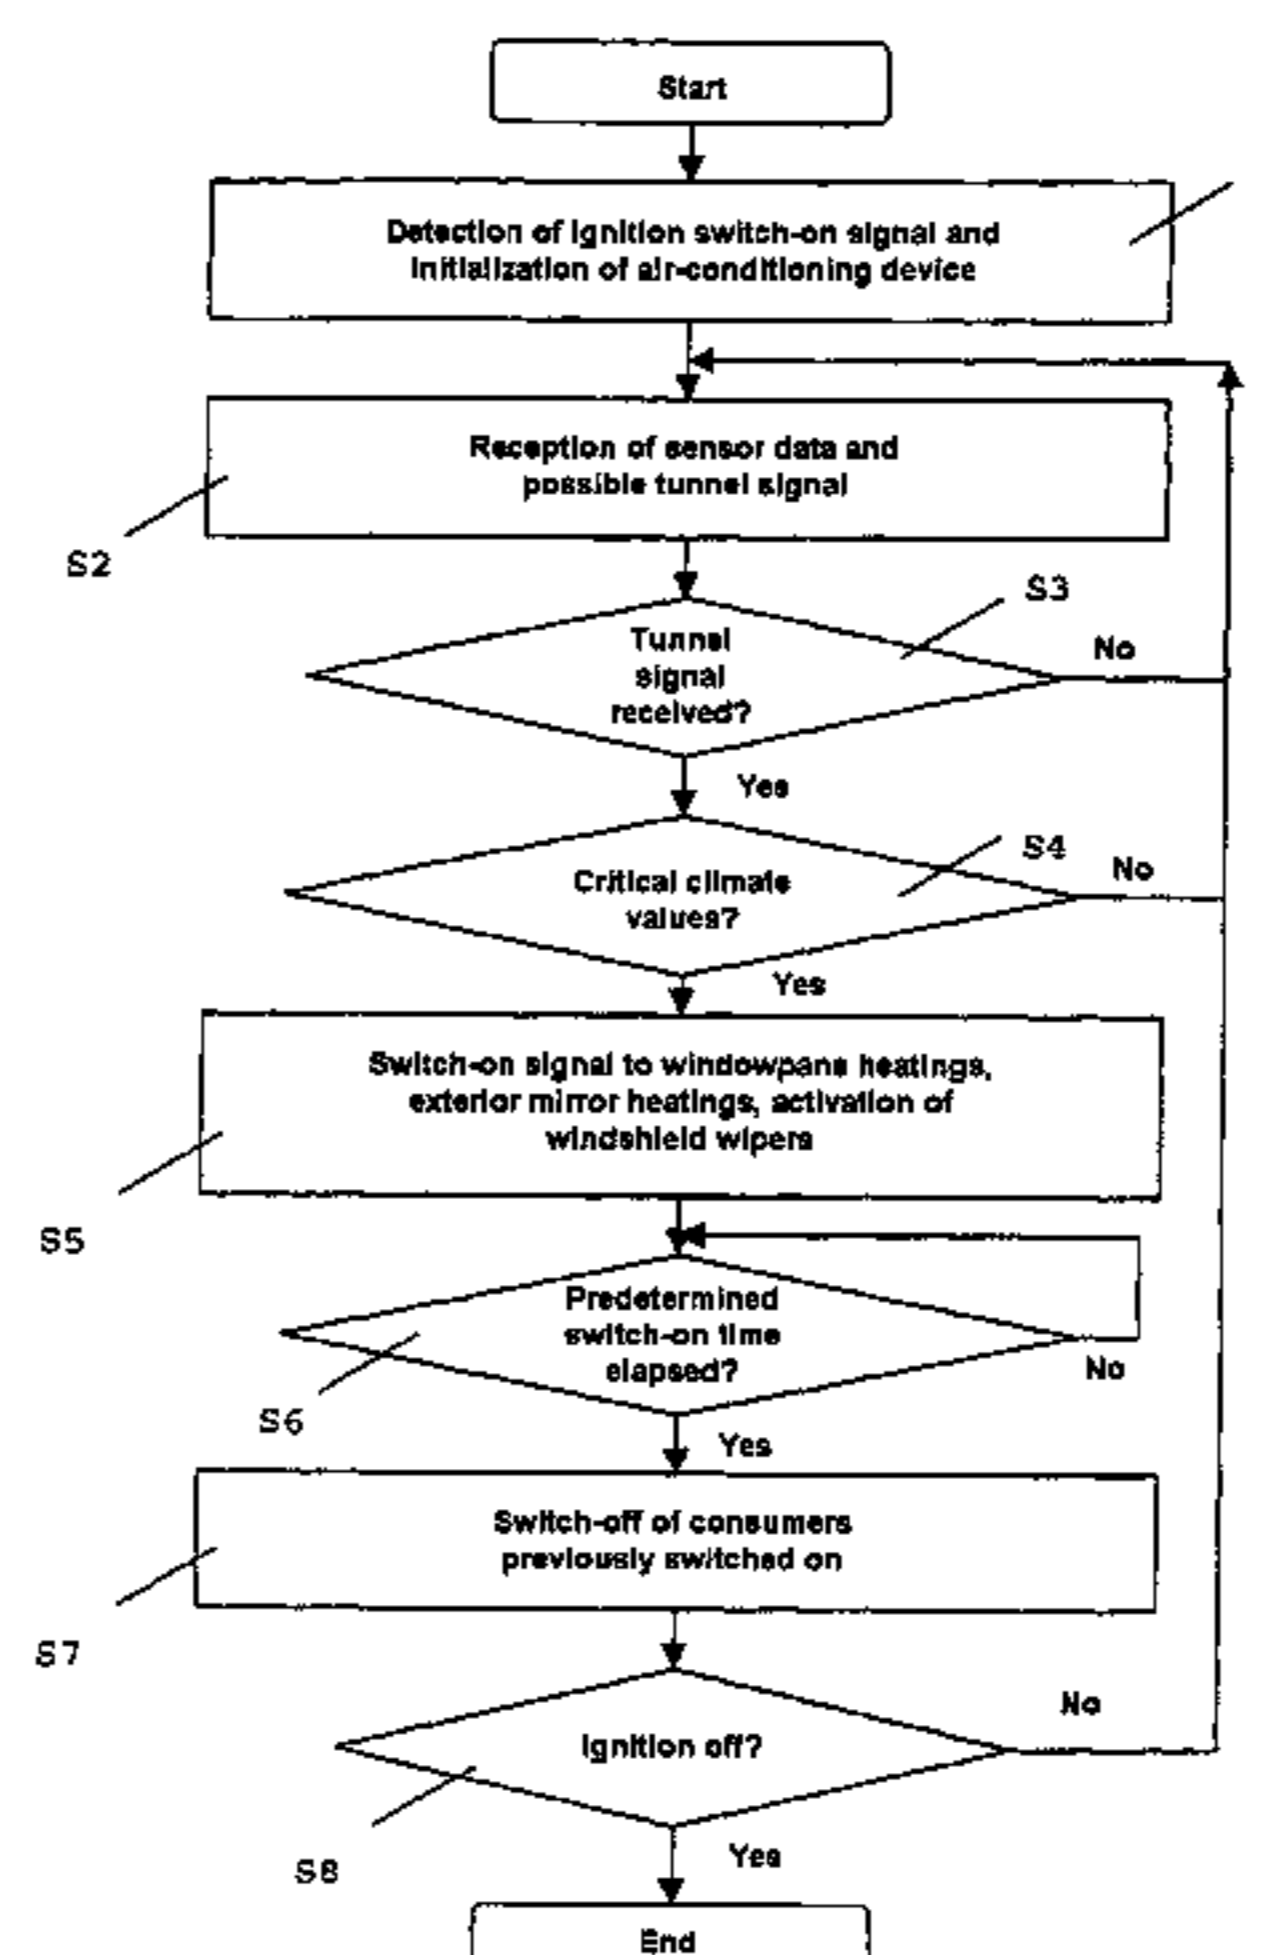 Start
Detection of ignition switch-on signal and
initialization of air-conditioning device
Reception of sensor data and
possible tunnel signal
S2
S3
Tunnel
signal
received?
No
Yes
S4
Critical climate
values?
No
Yes
Switch-on signal to windowpane heatings,
exterior mirror heatings, activation of
windshield wipers
S5
Predetermined
switch-on time
elapsed?
No
S6
Yes
Switch-off of consumers
previously switched on
S7
No
Ignition off?
Yes
S8
End